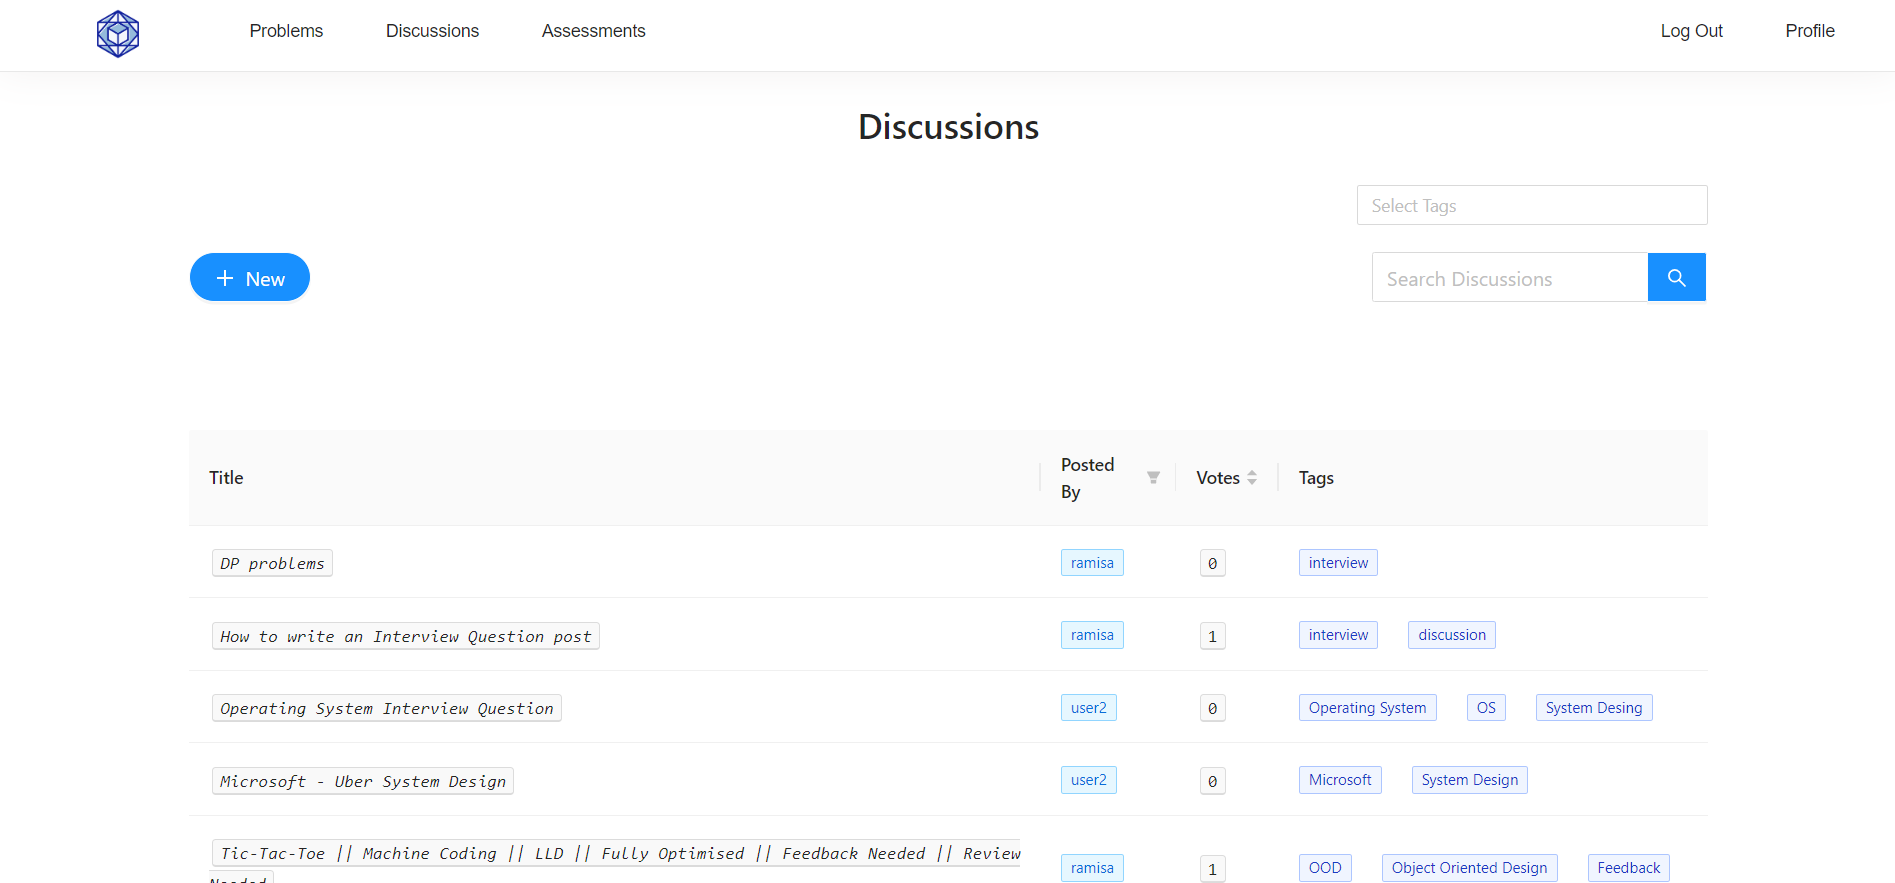 Problems Discussions Assessments Log Out Profile
Discussions
Select Tags
New
Search Discussions
Title Posted By Votes Tags
DP problems ramisa 0 interview
How to write an Interview Question post ramisa 1 interview discussion
Operating System Interview Question user2 0 Operating System OS System Desing
Microsoft - Uber System Design user2 0 Microsoft System Design
Tic-Tac-Toe || Machine Coding || LLD || Fully Optimised || Feedback Needed || Review
Needed
ramisa 1 OOD Object Oriented Design Feedback